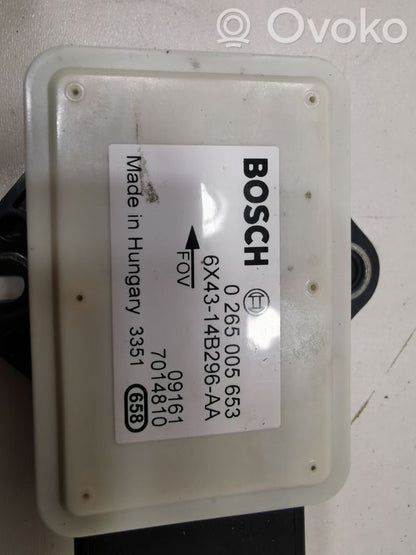 Ovoko
BOSCH
0 265 005 653
6X43-14B296-AA
FOV
09161
7014810
Made in Hungary 3351
658